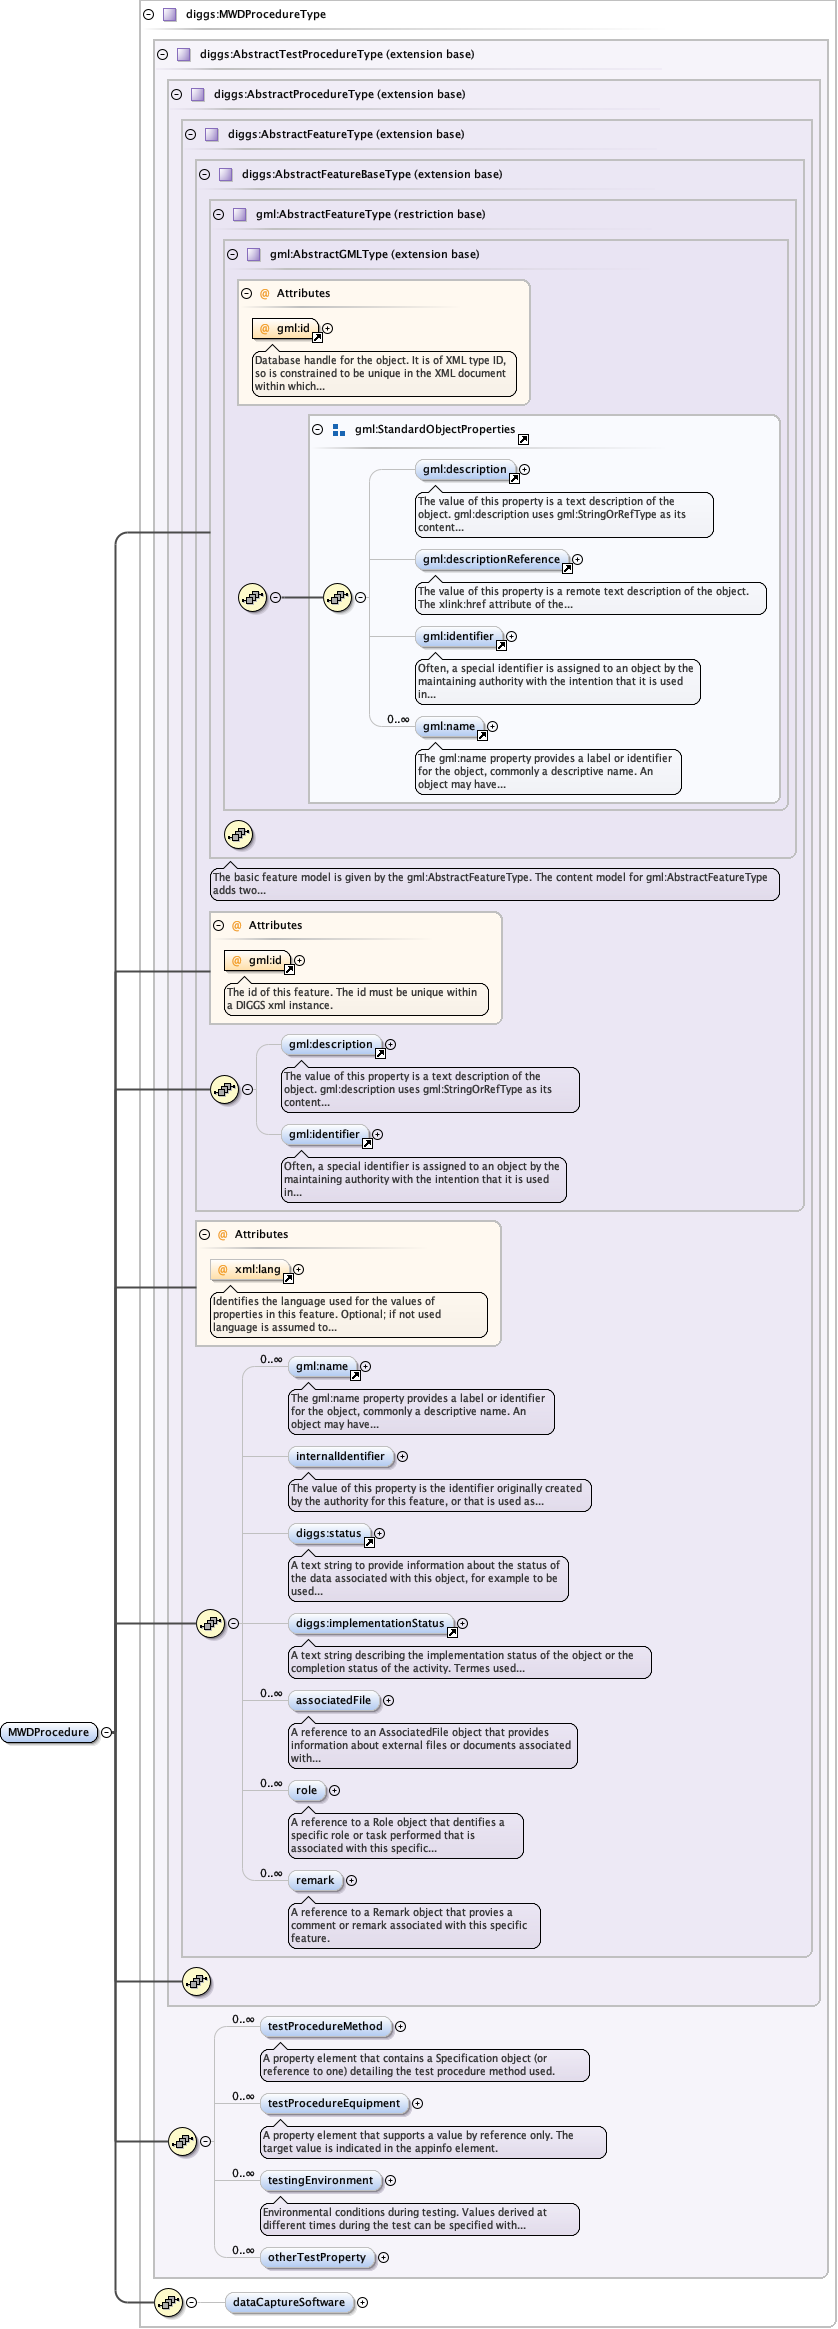 diggs:MWDProcedureType
diggs:AbstractTestProcedureType (extension base)
diggs:AbstractProcedureType (extension base)
diggs:AbstractFeatureType (extension base)
diggs:AbstractFeatureBaseType (extension base)
gml:AbstractFeatureType (restriction base)
gml:AbstractGMLType (extension base)
@ Attributes
@ gml:id
Database handle for the object. It is of XML type ID,
so is constrained to be unique in the XML document
within which...
gml:StandardObjectProperties
gml:description
The value of this property is a text description of the
object. gml:description uses gml:StringOrRefType as its
content...
gml:descriptionReference
The value of this property is a remote text description of the object.
The xlink:href attribute of the...
gml:identifier
Often, a special identifier is assigned to an object by the
maintaining authority with the intention that it is used
in...
0..∞
gml:name
The gml:name property provides a label or identifier
for the object, commonly a descriptive name. An
object may have...
The basic feature model is given by the gml:AbstractFeatureType. The content model for gml:AbstractFeatureType
adds two...
@ Attributes
@ gml:id
The id of this feature. The id must be unique within
a DIGGS xml instance.
gml:description
The value of this property is a text description of the
object. gml:description uses gml:StringOrRefType as its
content...
gml:identifier
Often, a special identifier is assigned to an object by the
maintaining authority with the intention that it is used
in...
@ Attributes
@ xml:lang
Identifies the language used for the values of
properties in this feature. Optional; if not used
language is assumed to...
0..∞
gml:name
The gml:name property provides a label or identifier
for the object, commonly a descriptive name. An
object may have...
internalIdentifier
The value of this property is the identifier originally created
by the authority for this feature, or that is used as...
diggs:status
A text string to provide information about the status of
the data associated with this object, for example to be
used...
diggs:implementationStatus
A text string describing the implementation status of the object or the
completion status of the activity. Termes used...
0..∞
associatedFile
MWDProcedure
A reference to an AssociatedFile object that provides
information about external files or documents associated
with...
0..∞
role
A reference to a Role object that dentifies a
specific role or task performed that is
associated with this specific...
0..∞
remark
A reference to a Remark object that provies a
comment or remark associated with this specific
feature.
0..∞
testProcedureMethod
A property element that contains a Specification object (or
reference to one) detailing the test procedure method used.
0..∞
testProcedureEquipment
A property element that supports a value by reference only. The
target value is indicated in the appinfo element.
0..∞
testingEnvironment
Environmental conditions during testing. Values derived at
different times during the test can be specified with...
0..∞
otherTestProperty
dataCaptureSoftware